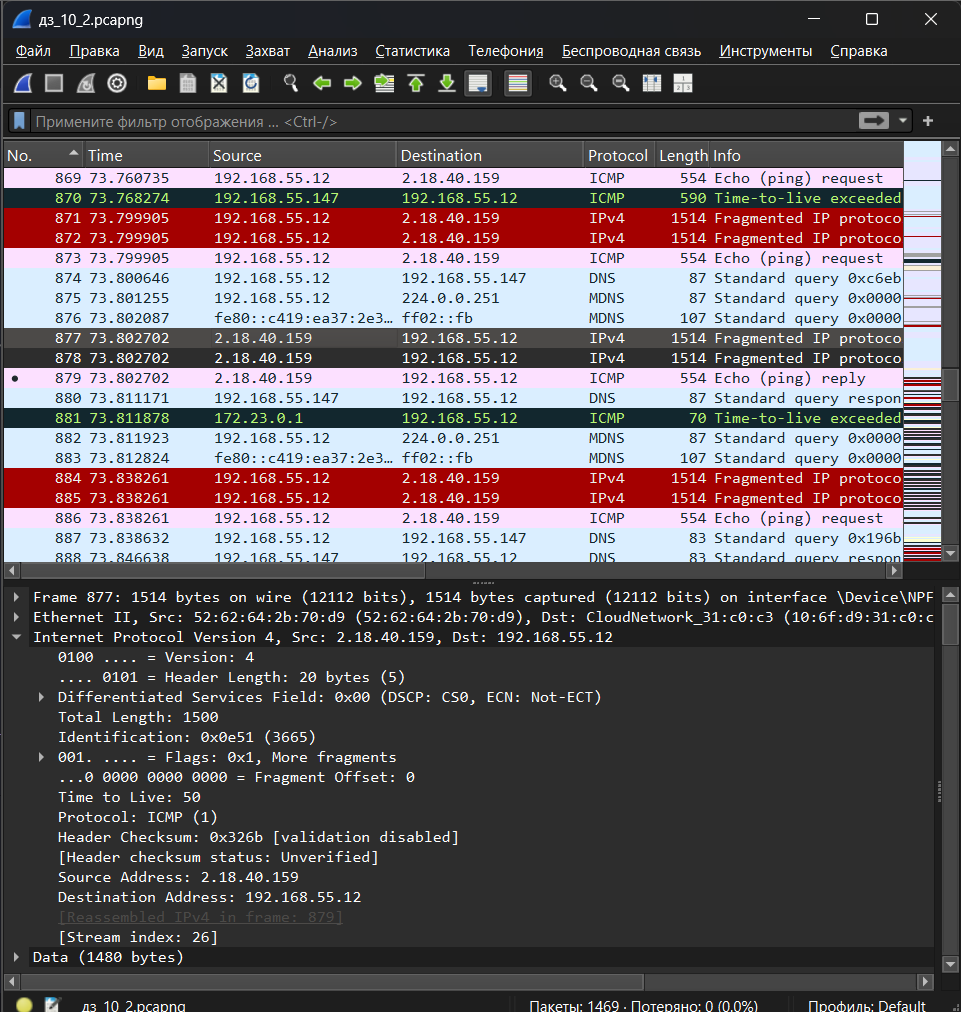 дз_10_2.pcapng
Файл Правка Вид Запуск Захват Анализ Статистика Телефония Беспроводная связь Инструменты Справка
Примените фильтр отображения ... <Ctrl-/>
No. Time Source Destination Protocol Length Info
869 73.760735 192.168.55.12 2.18.40.159 ICMP 554 Echo (ping) request
870 73.768274 192.168.55.147 192.168.55.12 ICMP 590 Time-to-live exceeded
871 73.799905 192.168.55.12 2.18.40.159 IPv4 1514 Fragmented IP protoco
872 73.799905 192.168.55.12 2.18.40.159 IPv4 1514 Fragmented IP protoco
873 73.799905 192.168.55.12 2.18.40.159 ICMP 554 Echo (ping) request
874 73.800646 192.168.55.12 192.168.55.147 DNS 87 Standard query 0xc6eb
875 73.801255 192.168.55.12 224.0.0.251 MDNS 87 Standard query 0x0000
876 73.802087 fe80::c419:ea37:2e3… ff02::fb MDNS 107 Standard query 0x0000
877 73.802702 2.18.40.159 192.168.55.12 IPv4 1514 Fragmented IP protoco
878 73.802702 2.18.40.159 192.168.55.12 IPv4 1514 Fragmented IP protoco
879 73.802702 2.18.40.159 192.168.55.12 ICMP 554 Echo (ping) reply
880 73.811171 192.168.55.147 192.168.55.12 DNS 87 Standard query respon
881 73.811878 172.23.0.1 192.168.55.12 ICMP 70 Time-to-live exceeded
882 73.811923 192.168.55.12 224.0.0.251 MDNS 87 Standard query 0x0000
883 73.812824 fe80::c419:ea37:2e3… ff02::fb MDNS 107 Standard query 0x0000
884 73.838261 192.168.55.12 2.18.40.159 IPv4 1514 Fragmented IP protoco
885 73.838261 192.168.55.12 2.18.40.159 IPv4 1514 Fragmented IP protoco
886 73.838261 192.168.55.12 2.18.40.159 ICMP 554 Echo (ping) request
887 73.838632 192.168.55.12 192.168.55.147 DNS 83 Standard query 0x196b
888 73.846638 192.168.55.147 192.168.55.12 DNS 83 Standard query respon
Frame 877: 1514 bytes on wire (12112 bits), 1514 bytes captured (12112 bits) on interface \Device\NPF
Ethernet II, Src: 52:62:64:2b:70:d9 (52:62:64:2b:70:d9), Dst: CloudNetwork_31:c0:c3 (10:6f:d9:31:c0:c
Internet Protocol Version 4, Src: 2.18.40.159, Dst: 192.168.55.12
0100 .... = Version: 4
.... 0101 = Header Length: 20 bytes (5)
Differentiated Services Field: 0x00 (DSCP: CS0, ECN: Not-ECT)
Total Length: 1500
Identification: 0x0e51 (3665)
001. .... = Flags: 0x1, More fragments
...0 0000 0000 0000 = Fragment Offset: 0
Time to Live: 50
Protocol: ICMP (1)
Header Checksum: 0x326b [validation disabled]
[Header checksum status: Unverified]
Source Address: 2.18.40.159
Destination Address: 192.168.55.12
[Reassembled IPv4 in frame: 879]
[Stream index: 26]
Data (1480 bytes)
дз_10_2.pcapng Пакеты: 1469 · Потеряно: 0 (0.0%) Профиль: Default